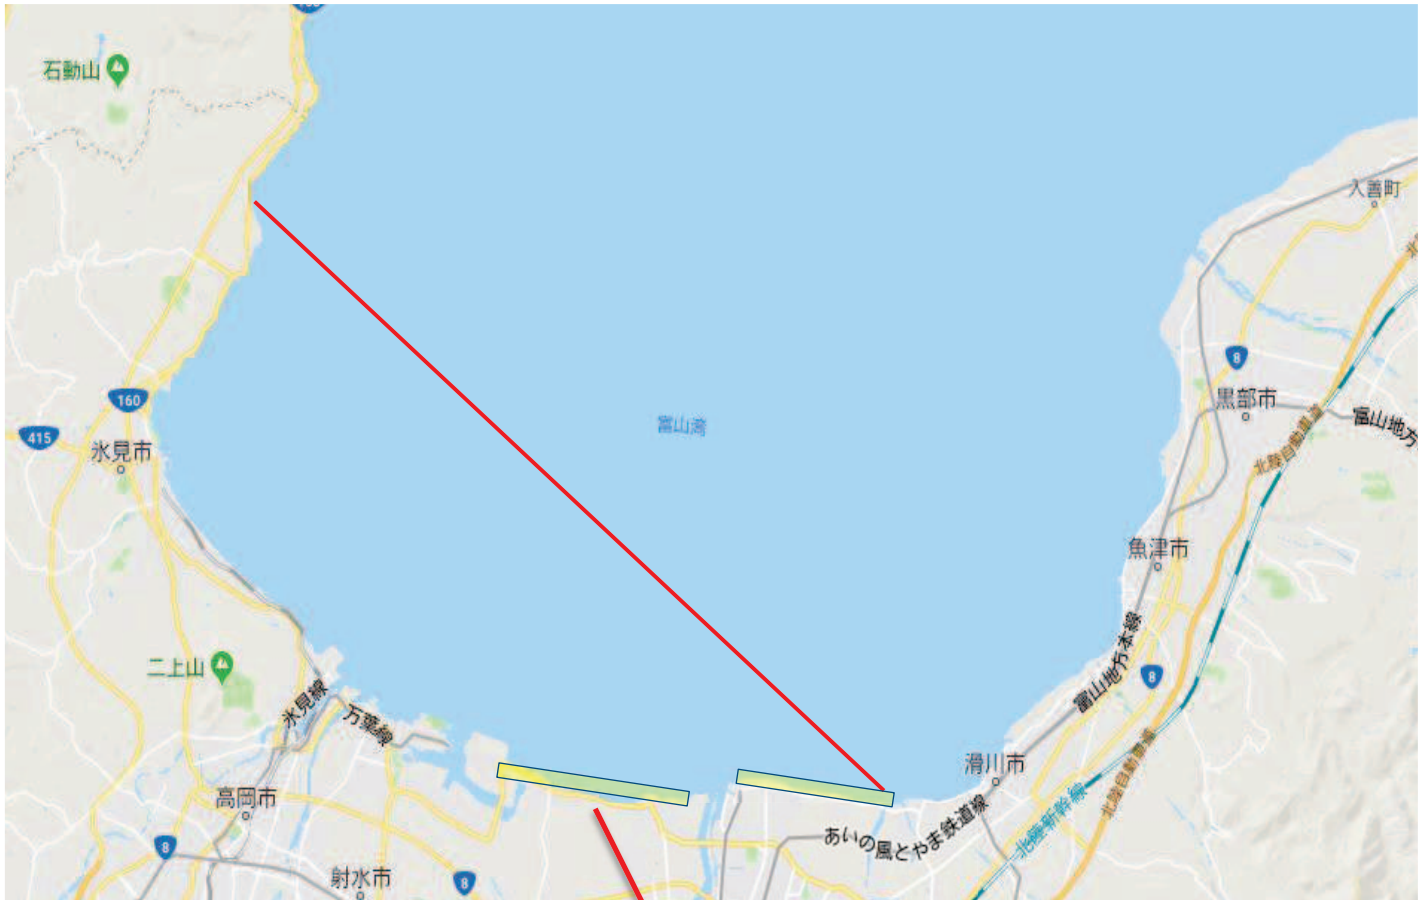 石動山
入善町
160
415
氷見市
富山湾
8
黒部市
富山地方
北陸自動車道
魚津市
富山地方本線
8
二上山
氷見線
万葉線
滑川市
高岡市
あいの風とやま鉄道線
北陸新幹線
北陸自動車道
8
射水市
8